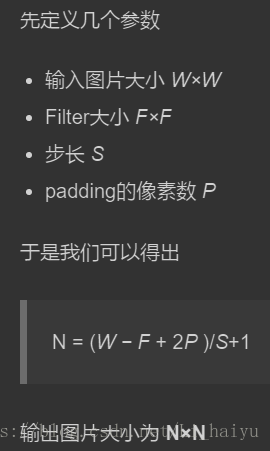 先定义几个参数
输入图片大小 W×W
Filter大小 F×F
步长 S
padding的像素数 P
于是我们可以得出
N = (W − F + 2P )/S+1
输出图片大小为 N×N
haiyu